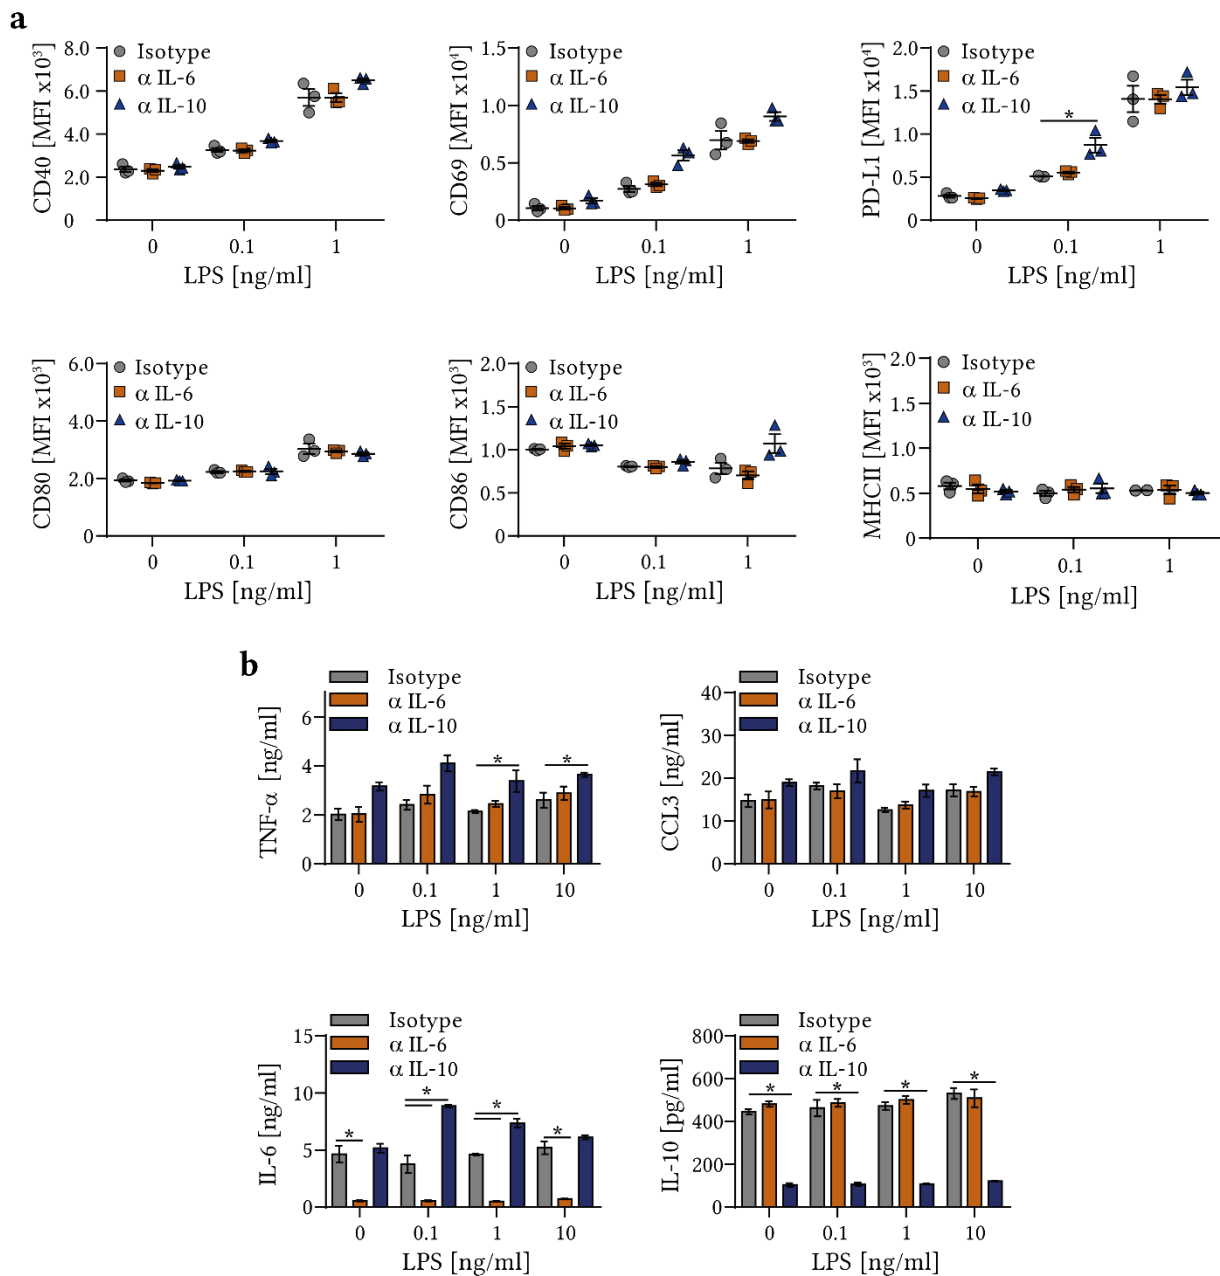 a
Isotype
α IL-6
α IL-10
CD40 [MFI x10³]
8.0
6.0
4.0
2.0
0
0 0.1 1
LPS [ng/ml]
Isotype
α IL-6
α IL-10
CD69 [MFI x10⁴]
1.5
1.0
0.5
0
0 0.1 1
LPS [ng/ml]
Isotype
α IL-6
α IL-10
PD-L1 [MFI x10⁴]
2.0
1.5
1.0
0.5
0
*
0 0.1 1
LPS [ng/ml]
Isotype
α IL-6
α IL-10
CD80 [MFI x10³]
6.0
4.0
2.0
0
0 0.1 1
LPS [ng/ml]
Isotype
α IL-6
α IL-10
CD86 [MFI x10³]
2.0
1.5
1.0
0.5
0
0 0.1 1
LPS [ng/ml]
Isotype
α IL-6
α IL-10
MHCII [MFI x10³]
2.0
1.5
1.0
0.5
0
0 0.1 1
LPS [ng/ml]
b
Isotype
α IL-6
α IL-10
TNF-α [ng/ml]
6
4
2
0
* *
0 0.1 1 10
LPS [ng/ml]
Isotype
α IL-6
α IL-10
CCL3 [ng/ml]
40
30
20
10
0
0 0.1 1 10
LPS [ng/ml]
Isotype
α IL-6
α IL-10
IL-6 [ng/ml]
15
10
5
0
* * * *
0 0.1 1 10
LPS [ng/ml]
Isotype
α IL-6
α IL-10
IL-10 [pg/ml]
800
600
400
200
0
* * * *
0 0.1 1 10
LPS [ng/ml]